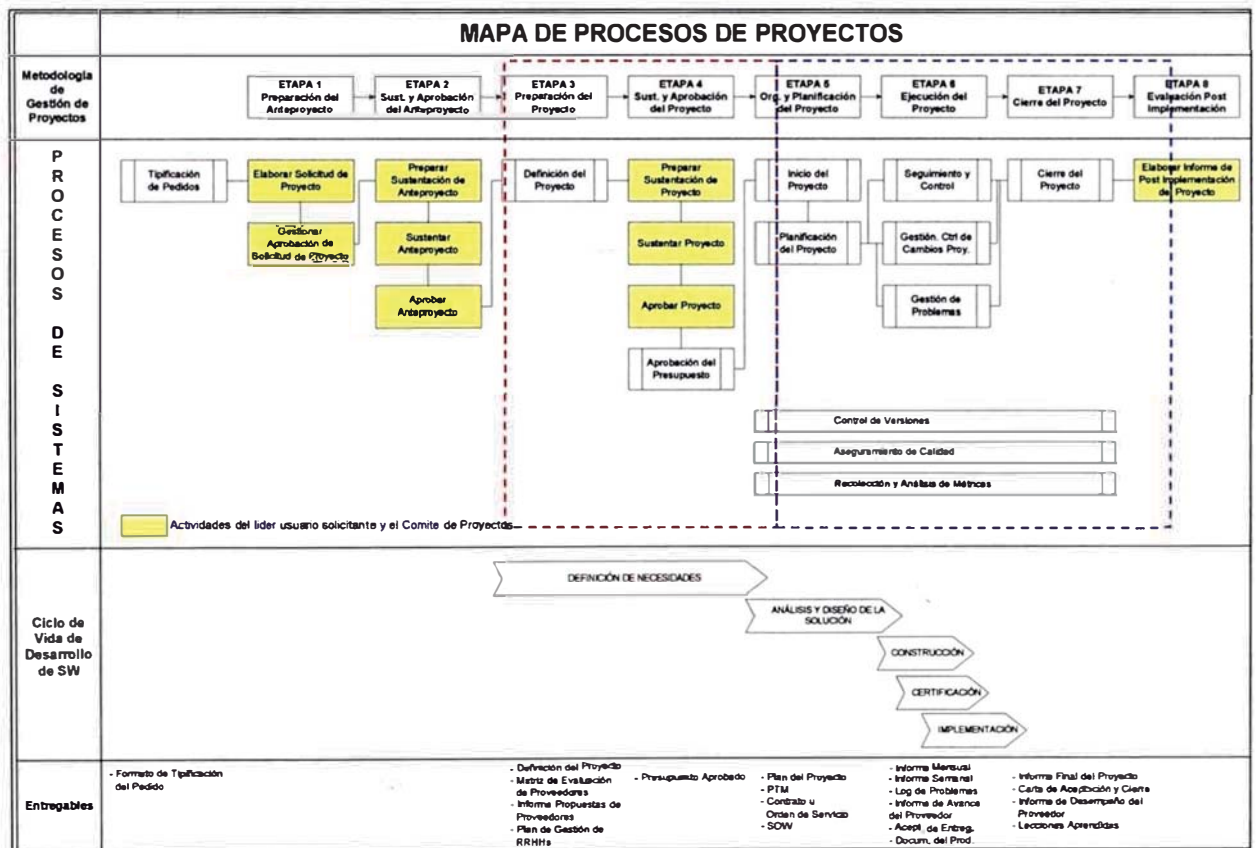 MAPA DE PROCESOS DE PROYECTOS
Metodología
de
Gestión de
Proyectos
ETAPA 1
Preparación del
Anteproyecto
ETAPA 2
Sust. y Aprobación
del Anteproyecto
ETAPA 3
Preparación del
Proyecto
ETAPA 4
Sust. y Aprobación
del Proyecto
ETAPA 5
Org. y Planificación
del Proyecto
ETAPA 6
Ejecución del
Proyecto
ETAPA 7
Cierre del Proyecto
ETAPA 8
Evaluación Post
Implementación
PROCESOS DE SISTEMAS
Tipificación
de Pedidos
Elaborar Solicitud de
Proyecto
Gestionar
Aprobación de
Solicitud de Proyecto
Preparar
Sustentación de
Anteproyecto
Sustentar
Anteproyecto
Aprobar
Anteproyecto
Definición del
Proyecto
Preparar
Sustentación de
Proyecto
Sustentar Proyecto
Aprobar Proyecto
Aprobación del
Presupuesto
Inicio del
Proyecto
Planificación
del Proyecto
Seguimiento y
Control
Gestión. Ctrl de
Cambios Proy.
Gestión de
Problemas
Cierre del
Proyecto
Elaborar Informe de
Post Implementación
de Proyecto
Control de Versiones
Aseguramiento de Calidad
Recolección y Análisis de Métricas
Actividades del lider usuario solicitante y el Comite de Proyectos
Ciclo de
Vida de
Desarrollo
de SW
DEFINICIÓN DE NECESIDADES
ANÁLISIS Y DISEÑO DE LA
SOLUCIÓN
CONSTRUCCIÓN
CERTIFICACIÓN
IMPLEMENTACIÓN
Entregables
- Formato de Tipificación
del Pedido
- Definición del Proyecto
- Matriz de Evaluación
de Proveedores
- Informe Propuestas de
Proveedores
- Plan de Gestión de
RRHHs
- Presupuesto Aprobado
- Plan del Proyecto
- PTM
- Contrato u
Orden de Servicio
- SOW
- Informe Mensual
- Informe Semanal
- Log de Problemas
- Informe de Avance
del Proveedor
- Acept. de Entreg.
- Docum. del Prod.
- Informe Final del Proyecto
- Carta de Aceptación y Cierre
- Informe de Desempeño del
Proveedor
- Lecciones Aprendidas